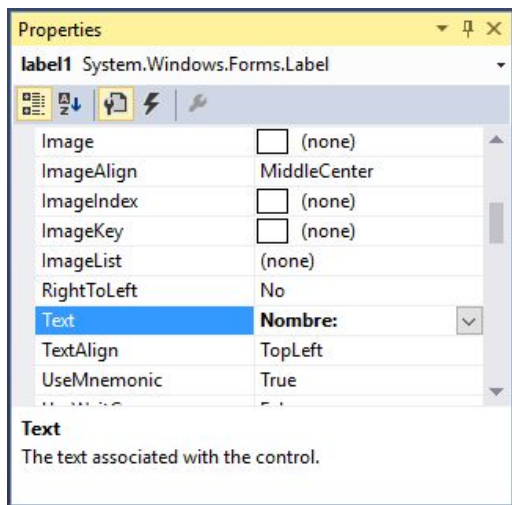 Properties
label1 System.Windows.Forms.Label
Image (none)
ImageAlign MiddleCenter
ImageIndex (none)
ImageKey (none)
ImageList (none)
RightToLeft No
Text Nombre:
TextAlign TopLeft
UseMnemonic True
Text
The text associated with the control.